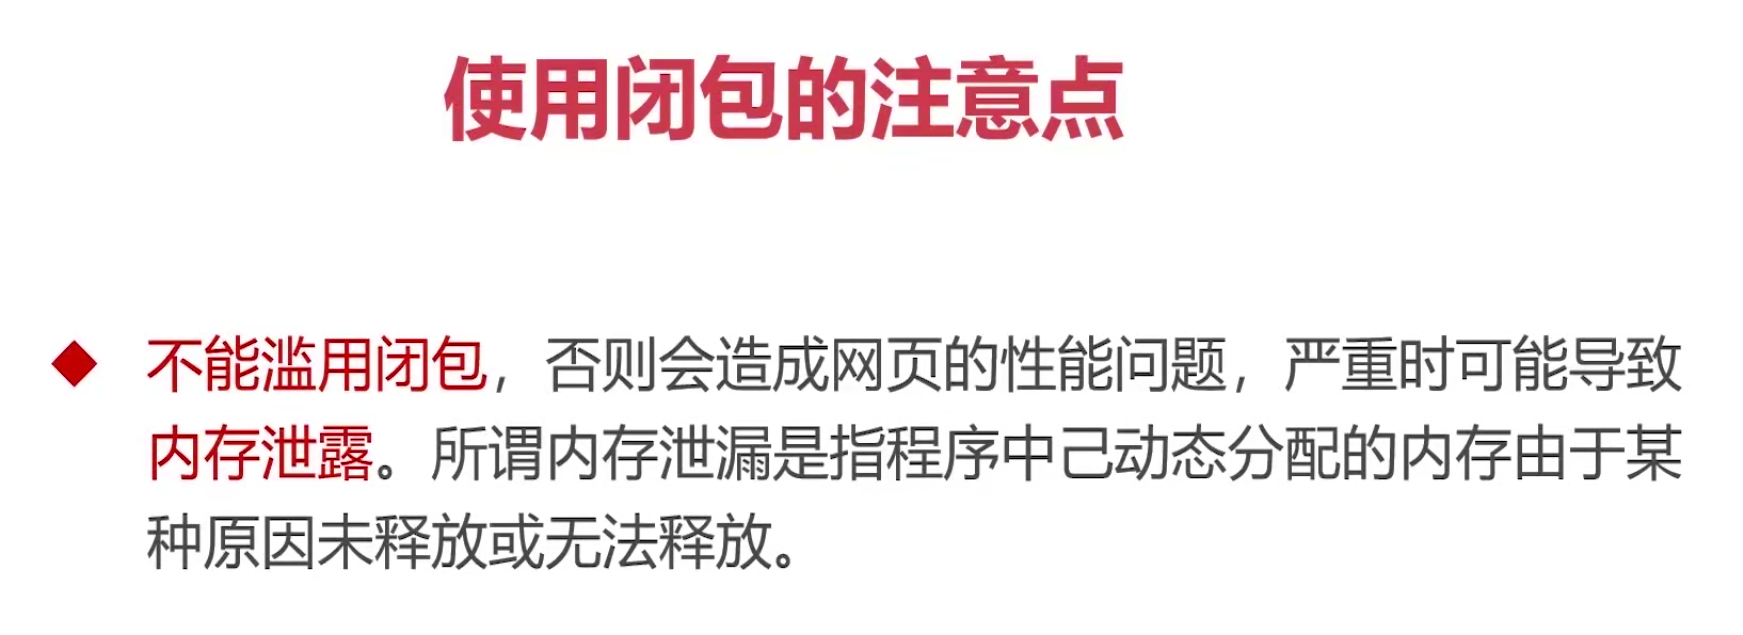 使用闭包的注意点
不能滥用闭包，否则会造成网页的性能问题，严重时可能导致
内存泄露。所谓内存泄漏是指程序中己动态分配的内存由于某
种原因未释放或无法释放。